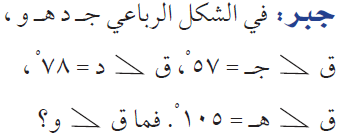 جبر: في الشكل الرباعي جـ د هـ و ،
ق ∠ جـ = ٥٧°، ق ∠ د = ٧٨°،
ق ∠ هـ = ١٠٥°. فما ق ∠ و؟